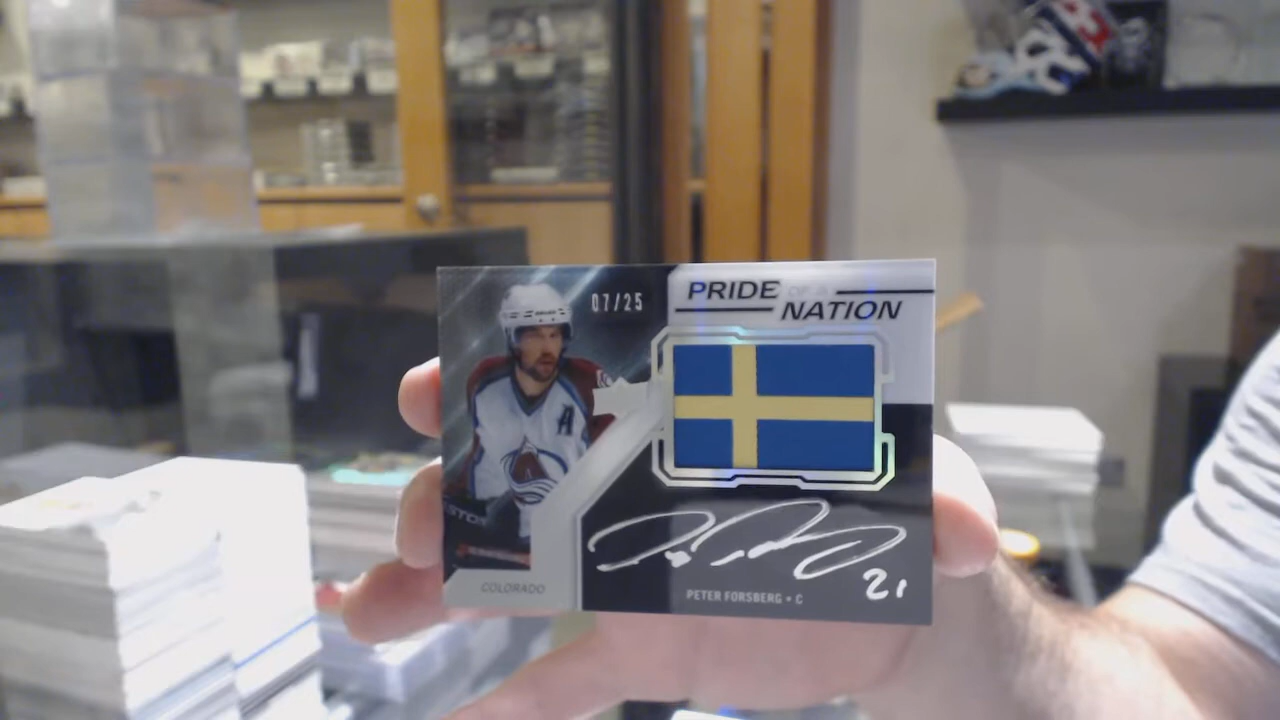 07/25
PRIDE OF A
NATION
A
COLORADO
PETER FORSBERG • C
21